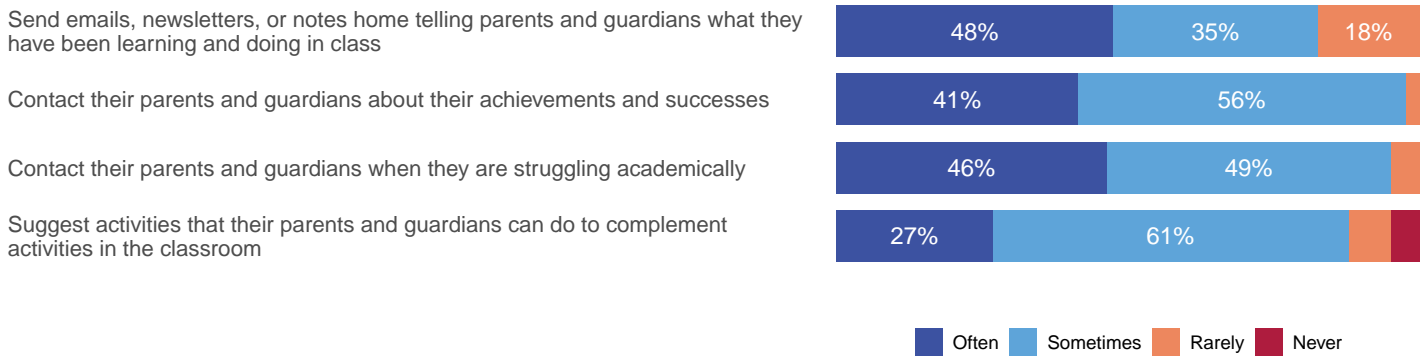 Send emails, newsletters, or notes home telling parents and guardians what they
have been learning and doing in class
48% 35% 18%
Contact their parents and guardians about their achievements and successes
41% 56%
Contact their parents and guardians when they are struggling academically
46% 49%
Suggest activities that their parents and guardians can do to complement
activities in the classroom
27% 61%
Often Sometimes Rarely Never